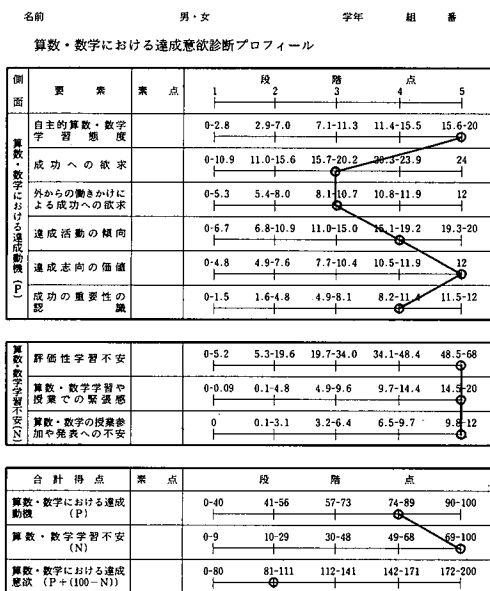 名前 男・女 学年 組 番
算数・数学における達成意欲診断プロフィール
側面 要素 素点 段階点
1 2 3 4 5
算数・数学における達成動機(P)
自主的算数・数学学習態度 0-2.8 2.9-7.0 7.1-11.3 11.4-15.5 15.6-20
成功への欲求 0-10.9 11.0-15.6 15.7-20.2 20.3-23.9 24
外からの働きかけによる成功への欲求 0-5.3 5.4-8.0 8.1-10.7 10.8-11.9 12
達成活動の傾向 0-6.7 6.8-10.9 11.0-15.0 15.1-19.2 19.3-20
達成志向の価値 0-4.8 4.9-7.6 7.7-10.4 10.5-11.9 12
成功の重要性の認識 0-1.5 1.6-4.8 4.9-8.1 8.2-11.4 11.5-12
算数・数学学習不安(N)
評価性学習不安 0-5.2 5.3-19.6 19.7-34.0 34.1-48.4 48.5-68
算数・数学学習や授業での緊張感 0-0.09 0.1-4.8 4.9-9.6 9.7-14.4 14.5-20
算数・数学の授業参加や発表への不安 0 0.1-3.1 3.2-6.4 6.5-9.7 9.8-12
合計得点 素点 段階点
算数・数学における達成動機(P) 0-40 41-56 57-73 74-89 90-100
算数・数学学習不安(N) 0-9 10-29 30-48 49-68 69-100
算数・数学における達成意欲(P+(100-N)) 0-80 81-111 112-141 142-171 172-200